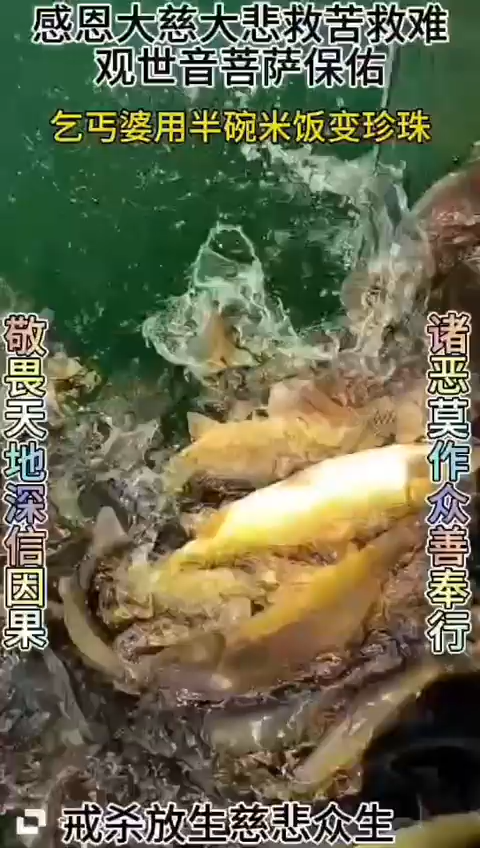 感恩大慈大悲救苦救难
观世音菩萨保佑
乞丐婆用半碗米饭变珍珠
敬畏天地深信因果
诸恶莫作众善奉行
戒杀放生慈悲众生